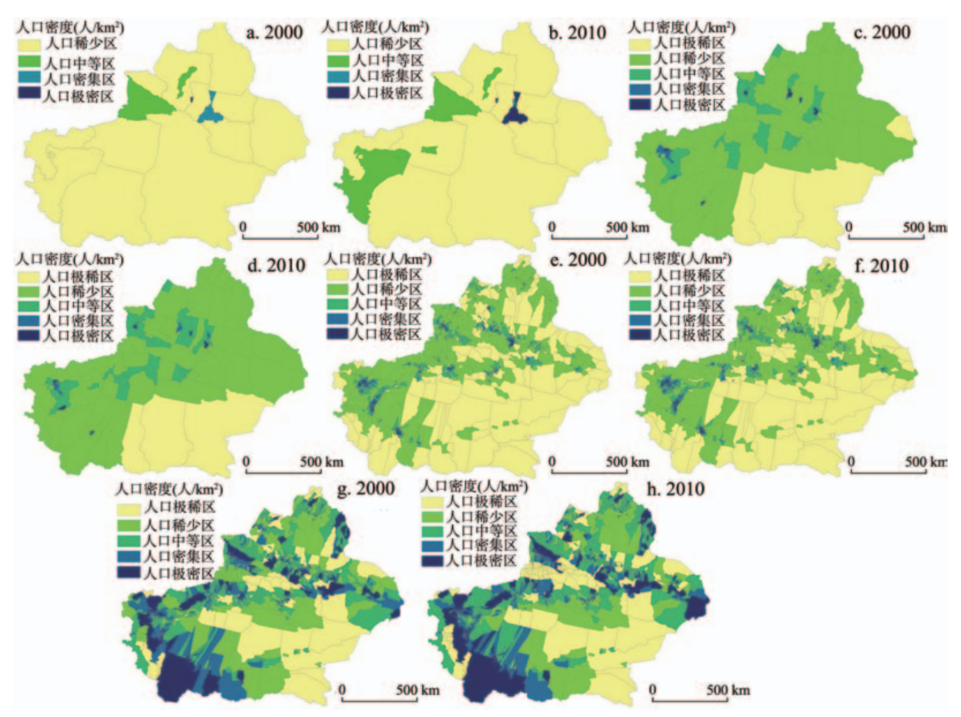 人口密度(人/km²)
a. 2000
人口稀少区
人口中等区
人口密集区
人口极密区
0 500 km
人口密度(人/km²)
b. 2010
人口稀少区
人口中等区
人口密集区
人口极密区
0 500 km
人口密度(人/km²)
c. 2000
人口极稀区
人口稀少区
人口中等区
人口密集区
人口极密区
0 500 km
人口密度(人/km²)
d. 2010
人口极稀区
人口稀少区
人口中等区
人口密集区
人口极密区
0 500 km
人口密度(人/km²)
e. 2000
人口极稀区
人口稀少区
人口中等区
人口密集区
人口极密区
0 500 km
人口密度(人/km²)
f. 2010
人口极稀区
人口稀少区
人口中等区
人口密集区
人口极密区
0 500 km
人口密度(人/km²)
g. 2000
人口极稀区
人口稀少区
人口中等区
人口密集区
人口极密区
0 500 km
人口密度(人/km²)
h. 2010
人口极稀区
人口稀少区
人口中等区
人口密集区
人口极密区
0 500 km